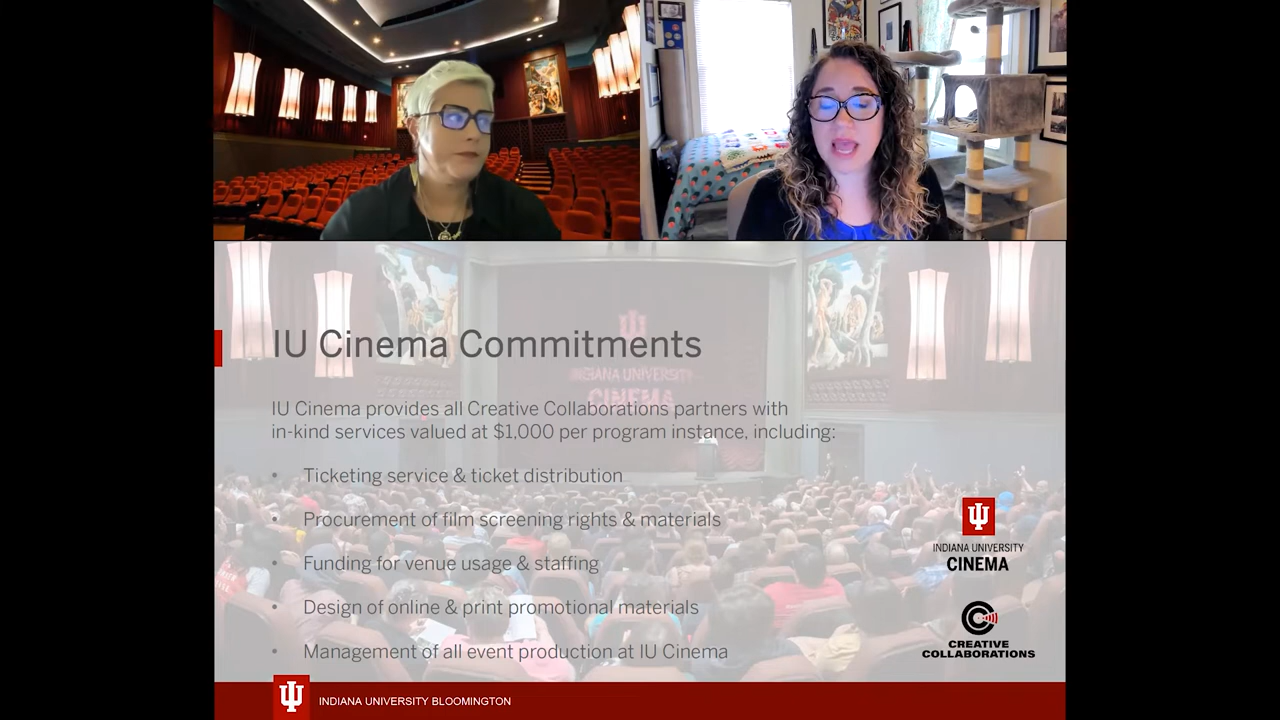 IU Cinema Commitments
INDIANA UNIVERSITY
CINEMA
IU Cinema provides all Creative Collaborations partners with
in-kind services valued at $1,000 per program instance, including:
• Ticketing service & ticket distribution
• Procurement of film screening rights & materials
• Funding for venue usage & staffing
• Design of online & print promotional materials
• Management of all event production at IU Cinema
INDIANA UNIVERSITY
CINEMA
CREATIVE
COLLABORATIONS
INDIANA UNIVERSITY BLOOMINGTON